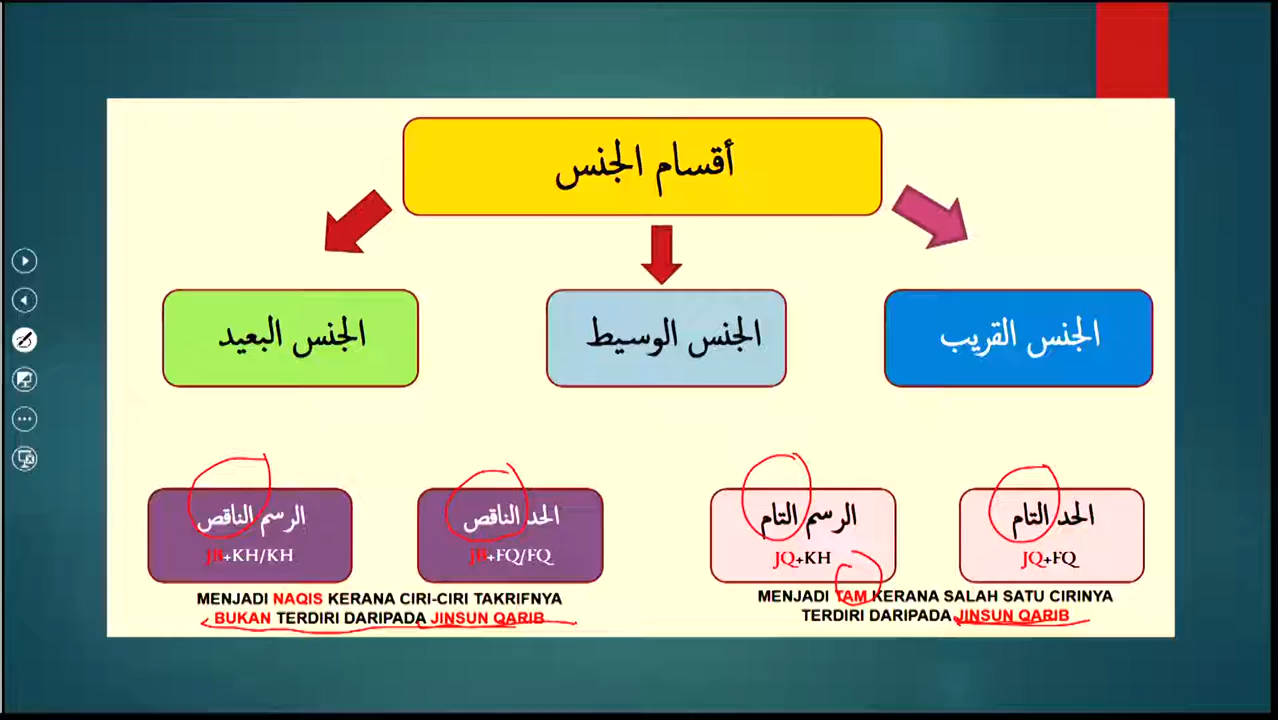 أقسام الجنس
الجنس القريب
الجنس الوسيط
الجنس البعيد
الحد التام
JQ+FQ
الرسم التام
JQ+KH
MENJADI TAM KERANA SALAH SATU CIRINYA
TERDIRI DARIPADA JINSUN QARIB
الحد الناقص
JB+FQ/FQ
الرسم الناقص
JB+KH/KH
MENJADI NAQIS KERANA CIRI-CIRI TAKRIFNYA
BUKAN TERDIRI DARIPADA JINSUN QARIB